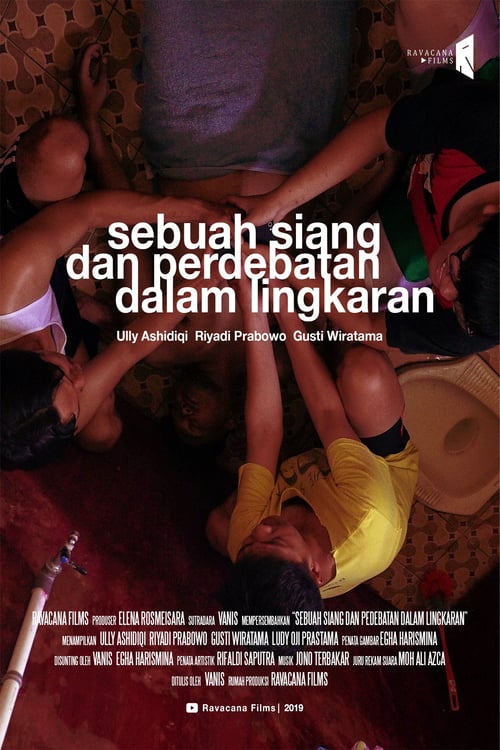 RAVACANA
FILMS
sebuah siang
dan perdebatan
dalam lingkaran
Ully Ashidiqi Riyadi Prabowo Gusti Wiratama
RAVACANA FILMS PRODUSER ELENA ROSMEISARA SUTRADARA VANIS MEMPERSEMBAHKAN "SEBUAH SIANG DAN PEDEBATAN DALAM LINGKARAN"
MENAMPILKAN ULLY ASHIDIQI RIYADI PRABOWO GUSTI WIRATAMA LUDY OJI PRASTAMA PENATA GAMBAR EGHA HARISMINA
DISUNTING OLEH VANIS EGHA HARISMINA PENATA ARTISTIK RIFALDI SAPUTRA MUSIK JONO TERBAKAR JURU REKAM SUARA MOH ALI AZCA
DITULIS OLEH VANIS RUMAH PRODUKSI RAVACANA FILMS
Ravacana Films | 2019